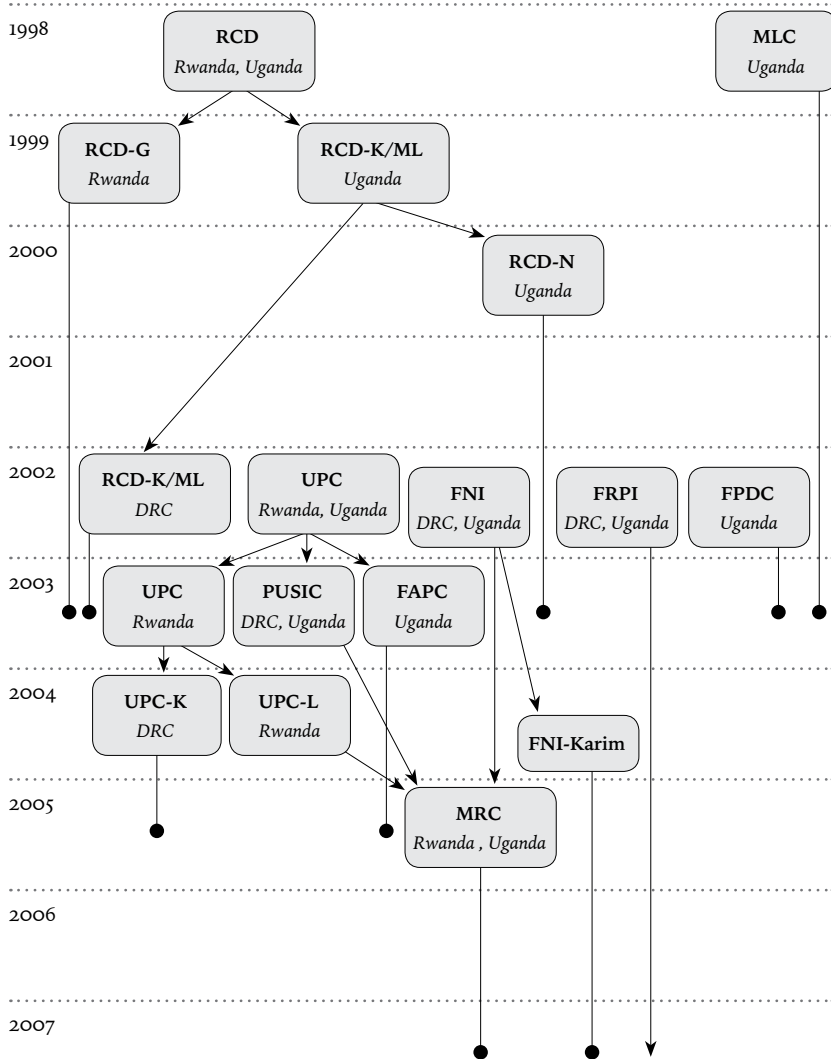 1998
RCD
Rwanda, Uganda
MLC
Uganda
1999
RCD-G
Rwanda
RCD-K/ML
Uganda
2000
RCD-N
Uganda
2001
2002
RCD-K/ML
DRC
UPC
Rwanda, Uganda
FNI
DRC, Uganda
FRPI
DRC, Uganda
FPDC
Uganda
2003
UPC
Rwanda
PUSIC
DRC, Uganda
FAPC
Uganda
2004
UPC-K
DRC
UPC-L
Rwanda
FNI-Karim
2005
MRC
Rwanda , Uganda
2006
2007